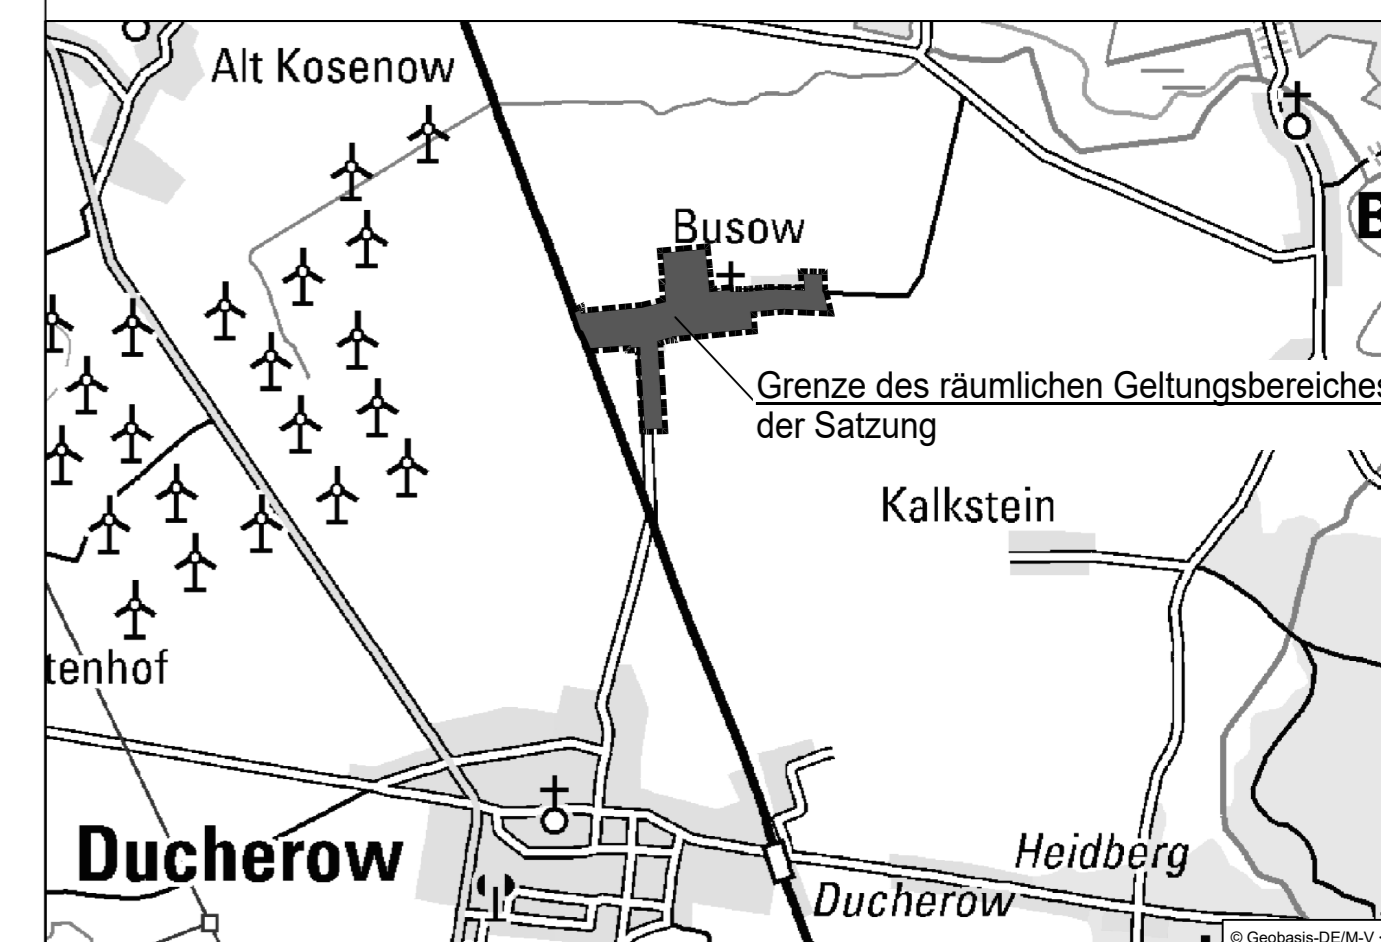 Alt Kosenow
Busow
B
Grenze des räumlichen Geltungsbereiches
der Satzung
Kalkstein
tenhof
Ducherow
Heidberg
Ducherow
© Geobasis-DE/M-V